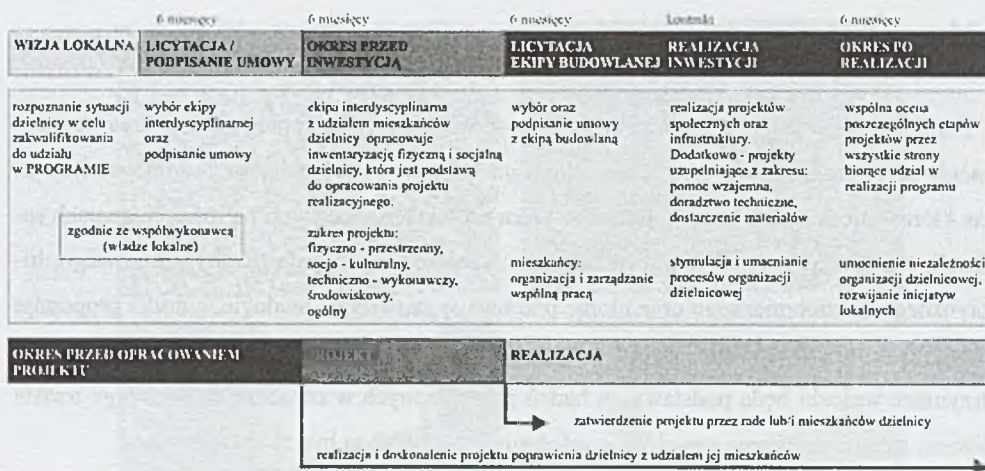 6 miesięcy
6 miesięcy
6 miesięcy
6 miesięcy
WIZJA LOKALNA
LICYTACJA /
PODPISANIE UMOWY
OKRES PRZED
INWESTYCJĄ
LICYTACJA
EKIPY BUDOWLANEJ
REALIZACJA
INWESTYCJI
OKRES PO
REALIZACJI
rozpoznanie sytuacji
dzielnicy w celu
zakwalifikowania
do udziału
w PROGRAMIE
wybór ekipy
interdyscyplinarnej
oraz
podpisanie umowy
zgodnie ze współwykonawcą
(władze lokalne)
ekipa interdyscyplinarna
z udziałem mieszkańców
dzielnicy opracowuje
inwentaryzację fizyczną i socjalną
dzielnicy, która jest podstawą
do opracowania projektu
realizacyjnego.
zakres projektu:
fizyczno - przestrzenny,
socjo - kulturalny,
techniczno - wykonawczy,
środowiskowy,
ogólny
wybór oraz
podpisanie umowy
z ekipą budowlaną
mieszkańcy:
organizacja i zarządzanie
wspólną pracą
realizacja projektów
społecznych oraz
infrastruktury.
Dodatkowo - projekty
uzupełniające z zakresu:
pomoc wzajemna,
doradztwo techniczne,
dostarczenie materiałów
stymulacja i umacnianie
procesów organizacji
dzielnicowej
wspólna ocena
poszczególnych etapów
projektów przez
wszystkie strony
biorące udział w
realizacji programu
umocnienie niezależności
organizacji dzielnicowej,
rozwijanie inicjatyw
lokalnych
OKRES PRZED OPRACOWANIEM
PROJEKTU
PROJEKT
REALIZACJA
zatwierdzenie projektu przez radę lub/i mieszkańców dzielnicy
realizacja i doskonalenie projektu poprawienia dzielnicy z udziałem jej mieszkańców